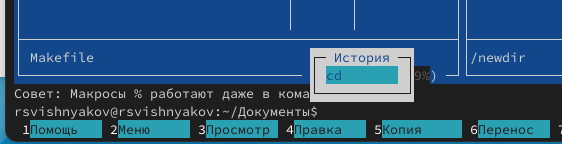 Makefile
/newdir
История
cd
9%)
Совет: Макросы % работают даже в кома
rsvishnyakov@rsvishnyakov:~/Документы$
1Помощь 2Меню 3Просмотр 4Правка 5Копия 6Перенос 7